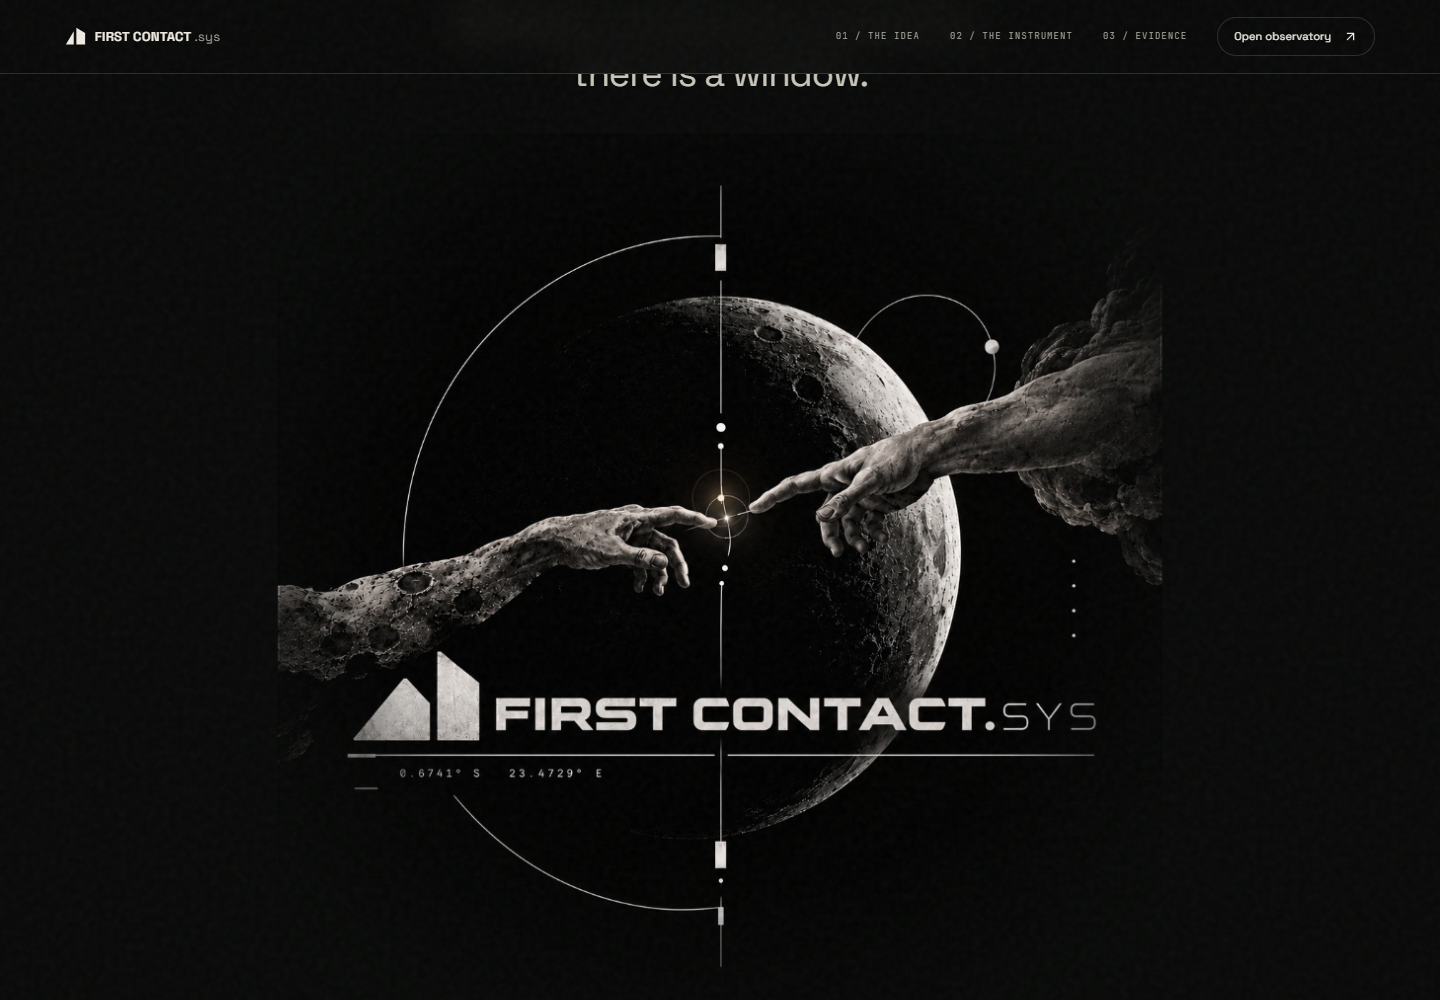 FIRST CONTACT .sys
01 / THE IDEA
02 / THE INSTRUMENT
03 / EVIDENCE
Open observatory
there is a window.
FIRST CONTACT.SYS
0.6741° S 23.4729° E